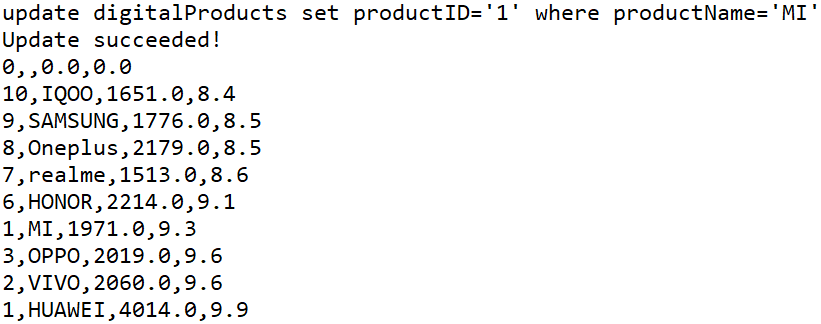 update digitalProducts set productID='1' where productName='MI'
Update succeeded!
0,,0.0,0.0
10,IQOO,1651.0,8.4
9,SAMSUNG,1776.0,8.5
8,Oneplus,2179.0,8.5
7,realme,1513.0,8.6
6,HONOR,2214.0,9.1
1,MI,1971.0,9.3
3,OPPO,2019.0,9.6
2,VIVO,2060.0,9.6
1,HUAWEI,4014.0,9.9